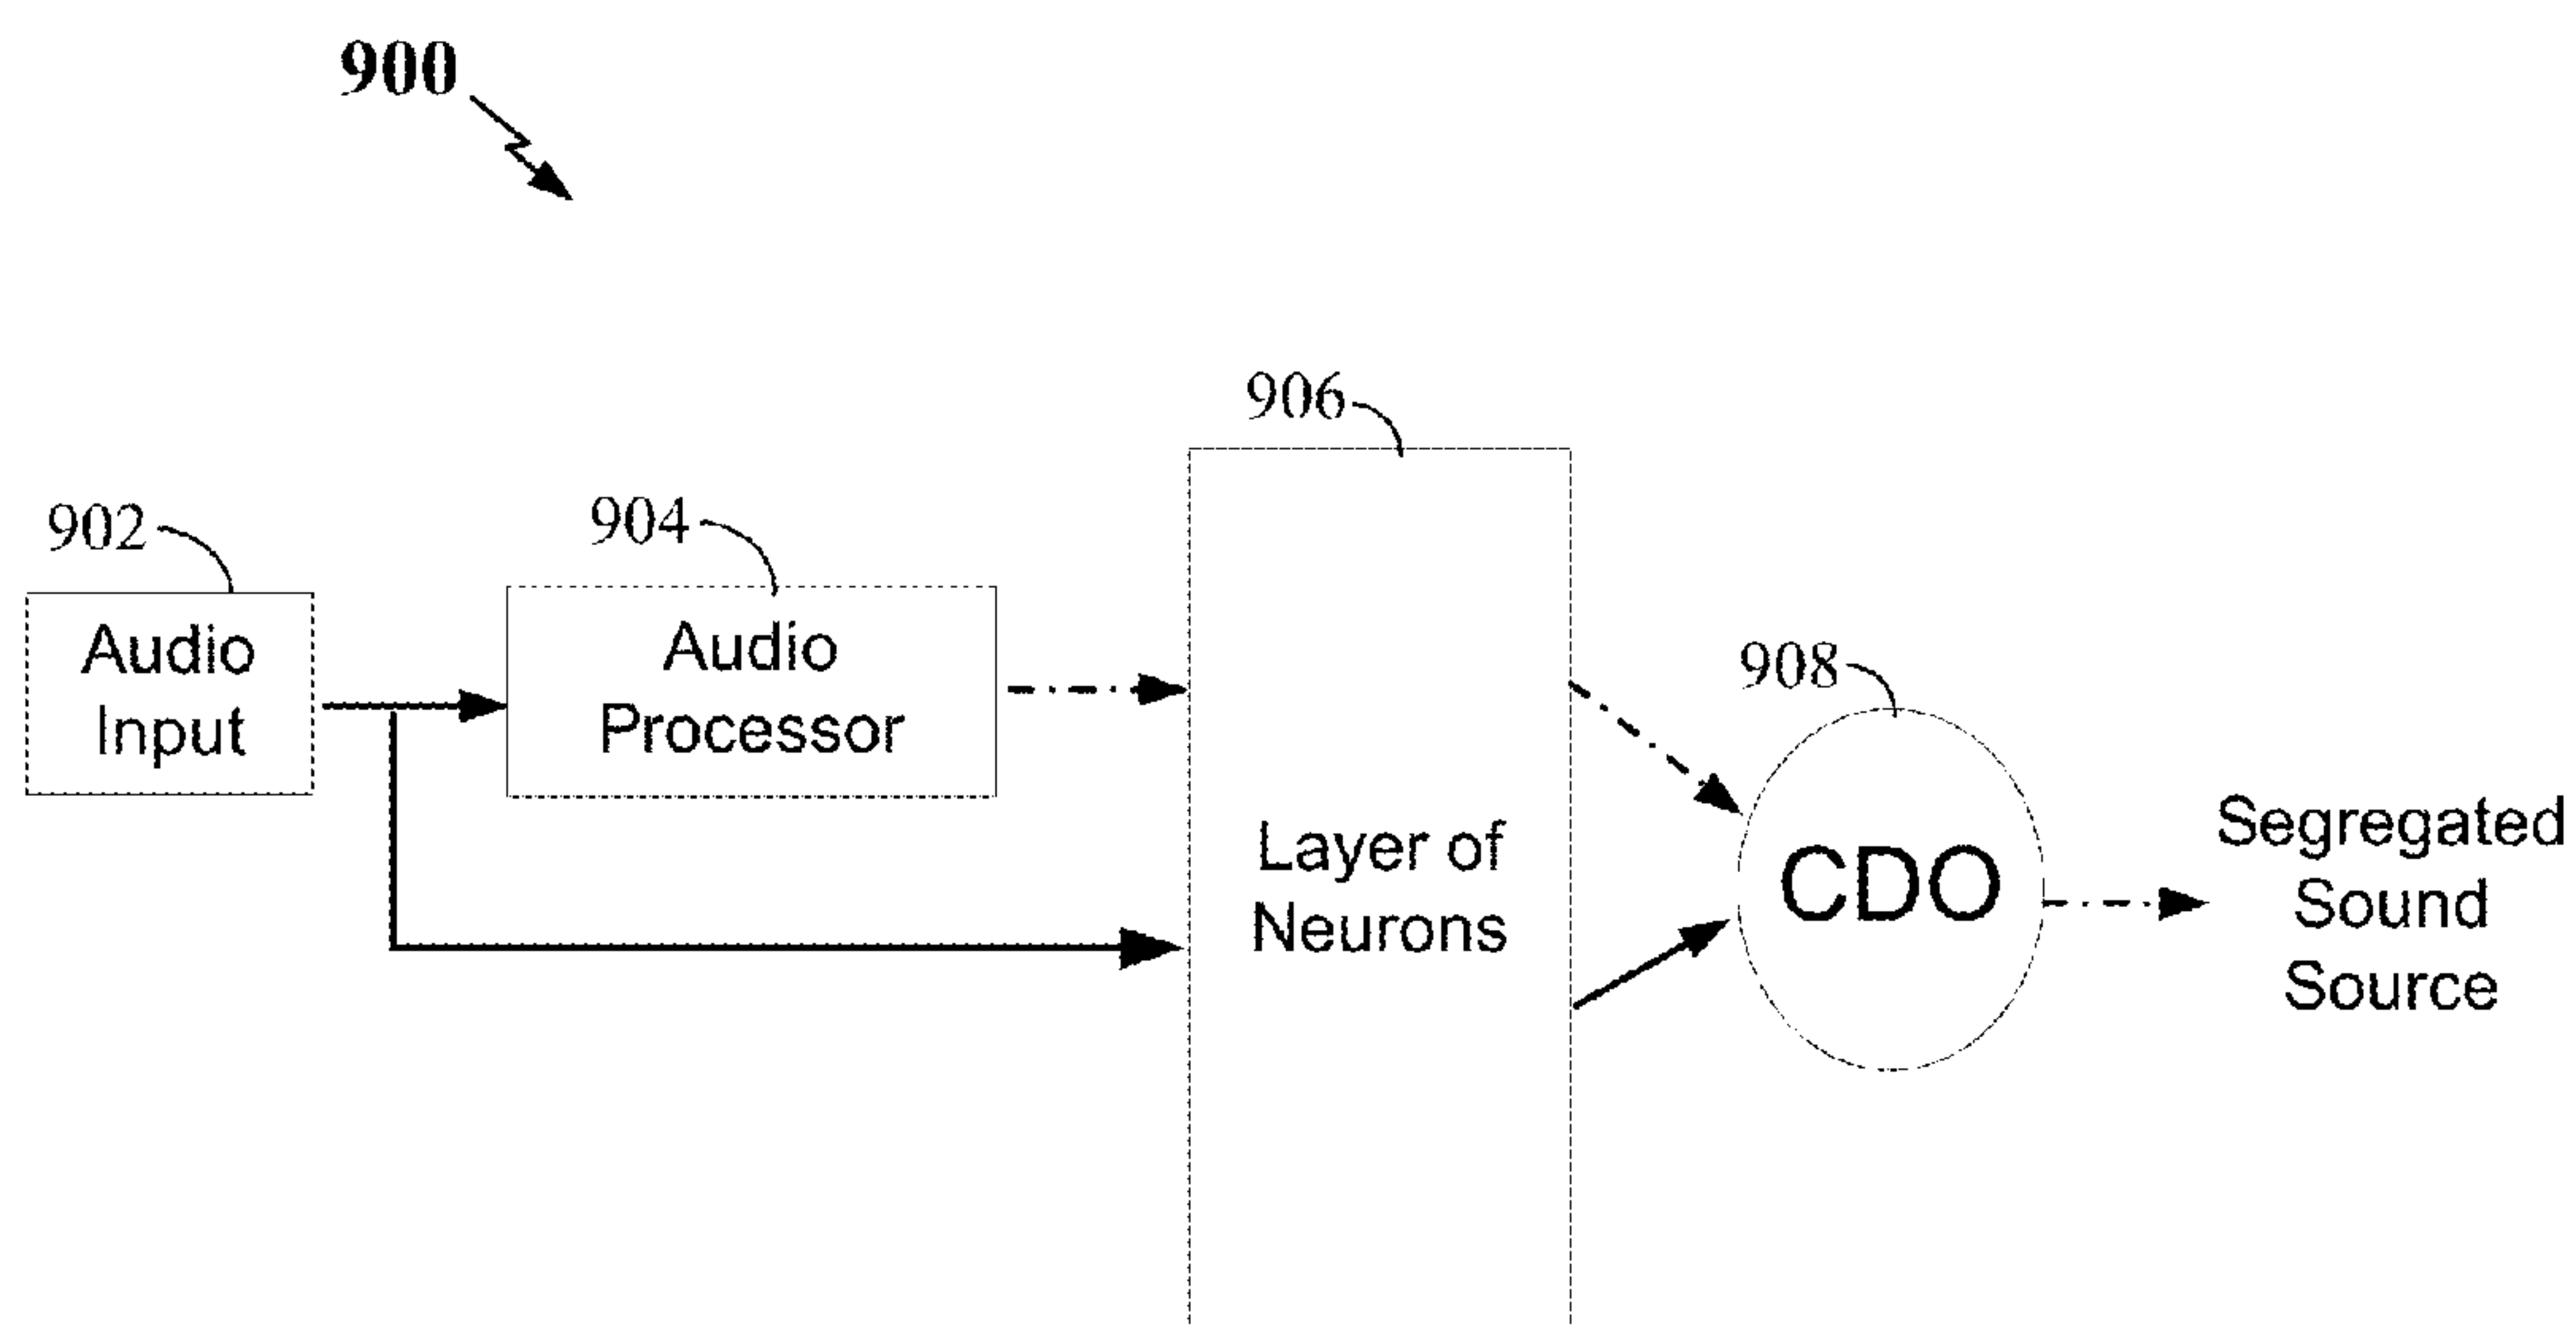 900
906
902
904
Audio
Input
Audio
Processor
908
Layer of
Neurons
CDO
Segregated
Sound
Source